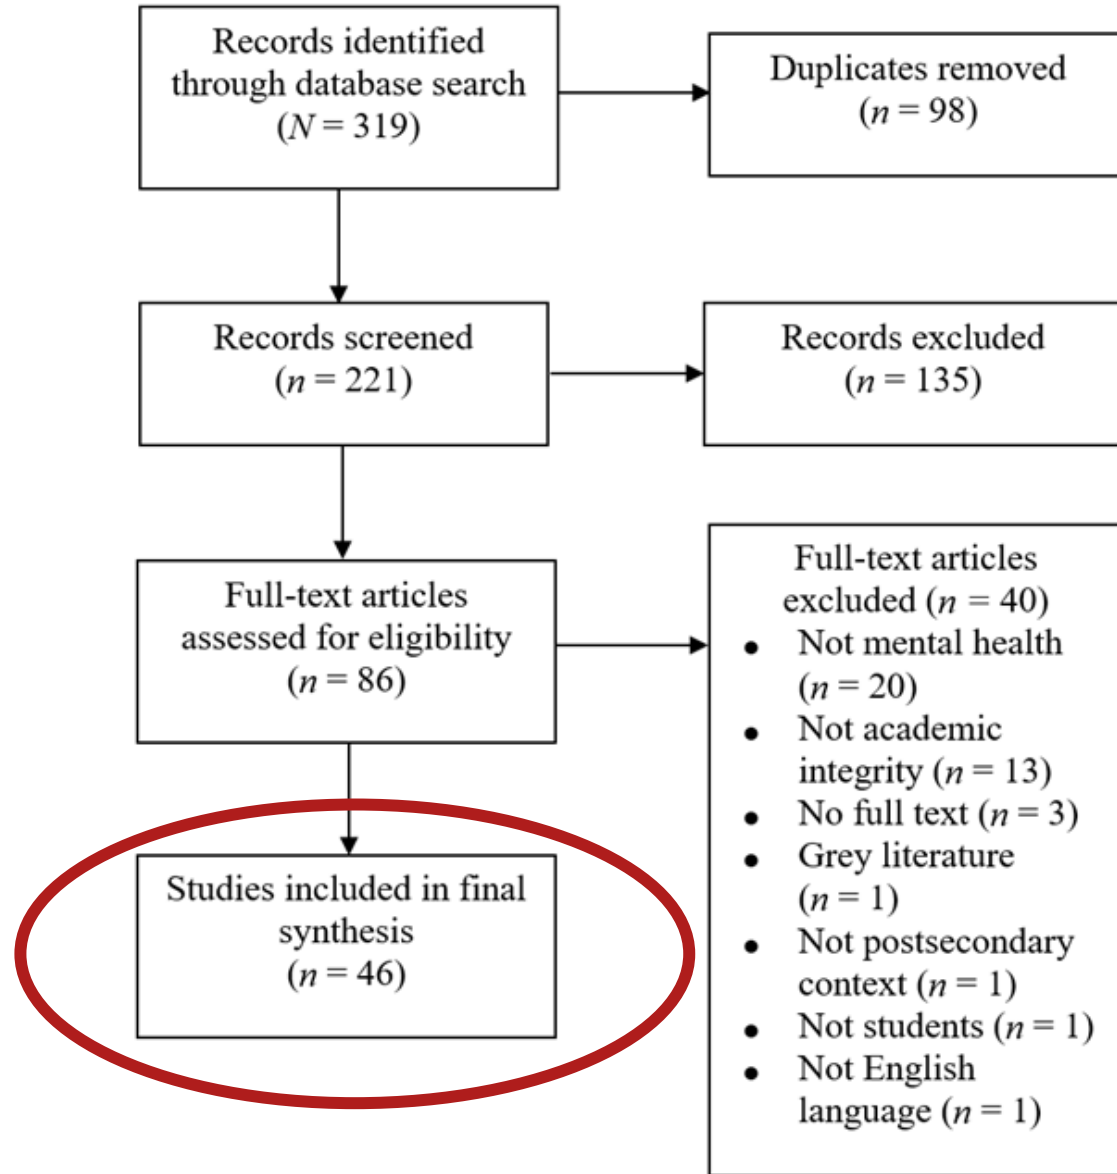 Records identified
through database search
(N = 319)
Duplicates removed
(n = 98)
Records screened
(n = 221)
Records excluded
(n = 135)
Full-text articles
assessed for eligibility
(n = 86)
Full-text articles
excluded (n = 40)
● Not mental health
(n = 20)
● Not academic
integrity (n = 13)
● No full text (n = 3)
● Grey literature
(n = 1)
● Not postsecondary
context (n = 1)
● Not students (n = 1)
● Not English
language (n = 1)
Studies included in final
synthesis
(n = 46)